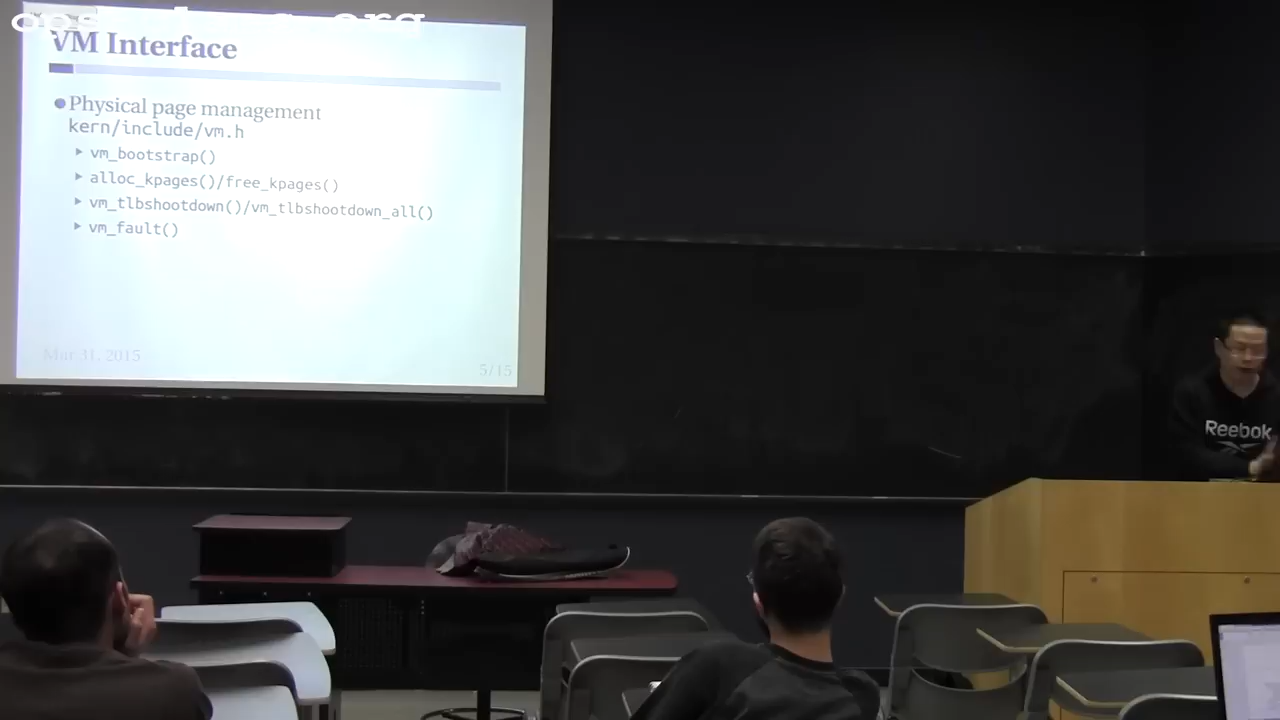 VM Interface
Physical page management
kern/include/vm.h
vm_bootstrap()
alloc_kpages()/free_kpages()
vm_tlbshootdown()/vm_tlbshootdown_all()
vm_fault()
Mar 31, 2015
5/15
Reebok